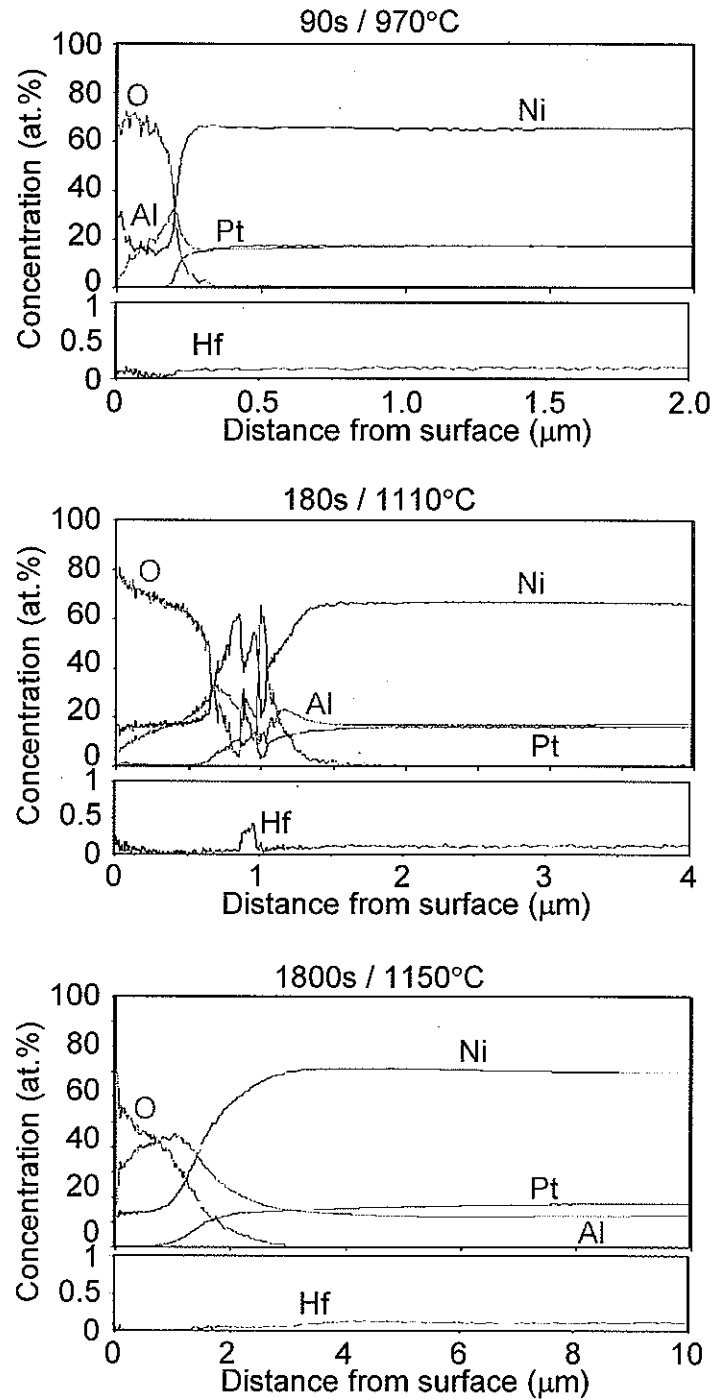 90s / 970°C
Concentration (at.%)
100
80
60
40
20
0
O
Al
Ni
Pt
1
0.5
0
Hf
0 0.5 1.0 1.5 2.0
Distance from surface (μm)
180s / 1110°C
Concentration (at.%)
100
80
60
40
20
0
O
Ni
Al
Pt
1
0.5
0
Hf
0 1 2 3 4
Distance from surface (μm)
1800s / 1150°C
Concentration (at.%)
100
80
60
40
20
0
O
Ni
Pt
Al
1
0.5
0
Hf
0 2 4 6 8 10
Distance from surface (μm)